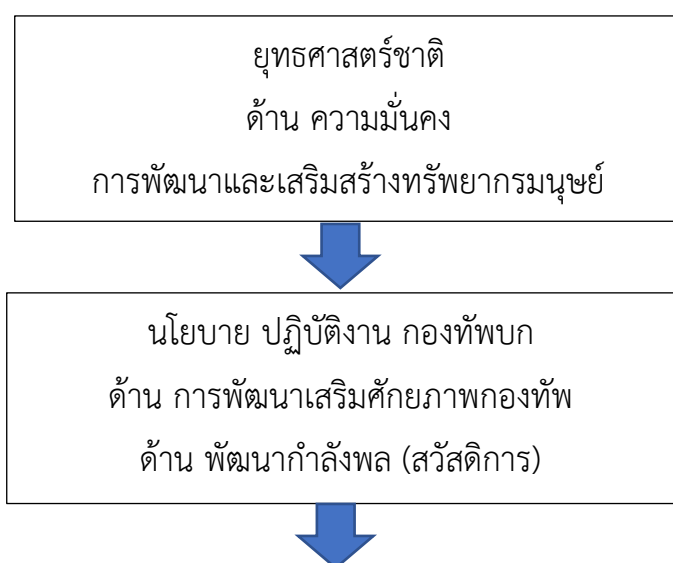 ยุทธศาสตร์ชาติ
ด้าน ความมั่นคง
การพัฒนาและเสริมสร้างทรัพยากรมนุษย์
นโยบาย ปฏิบัติงาน กองทัพบก
ด้าน การพัฒนาเสริมศักยภาพกองทัพ
ด้าน พัฒนากำลังพล (สวัสดิการ)